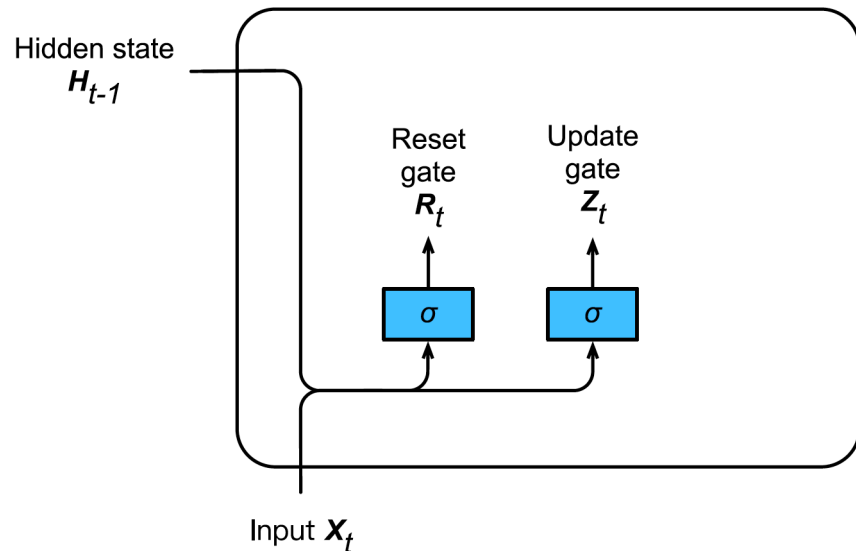 Hidden state
H_{t-1}
Reset
gate
R_t
Update
gate
Z_t
σ
σ
Input X_t